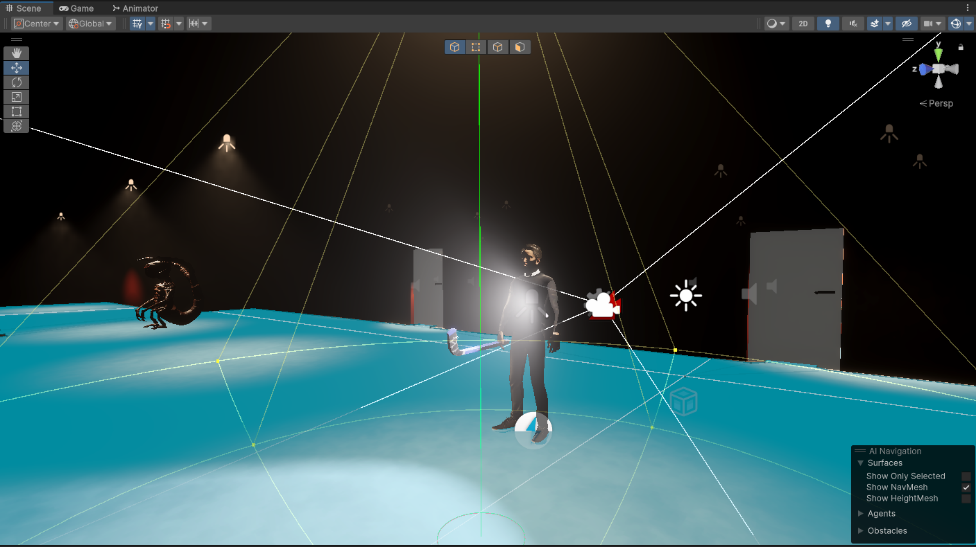 Scene Game Animator
Center Global 2D
y
z
Persp
AI Navigation
Surfaces
Show Only Selected
Show NavMesh
Show HeightMesh
Agents
Obstacles